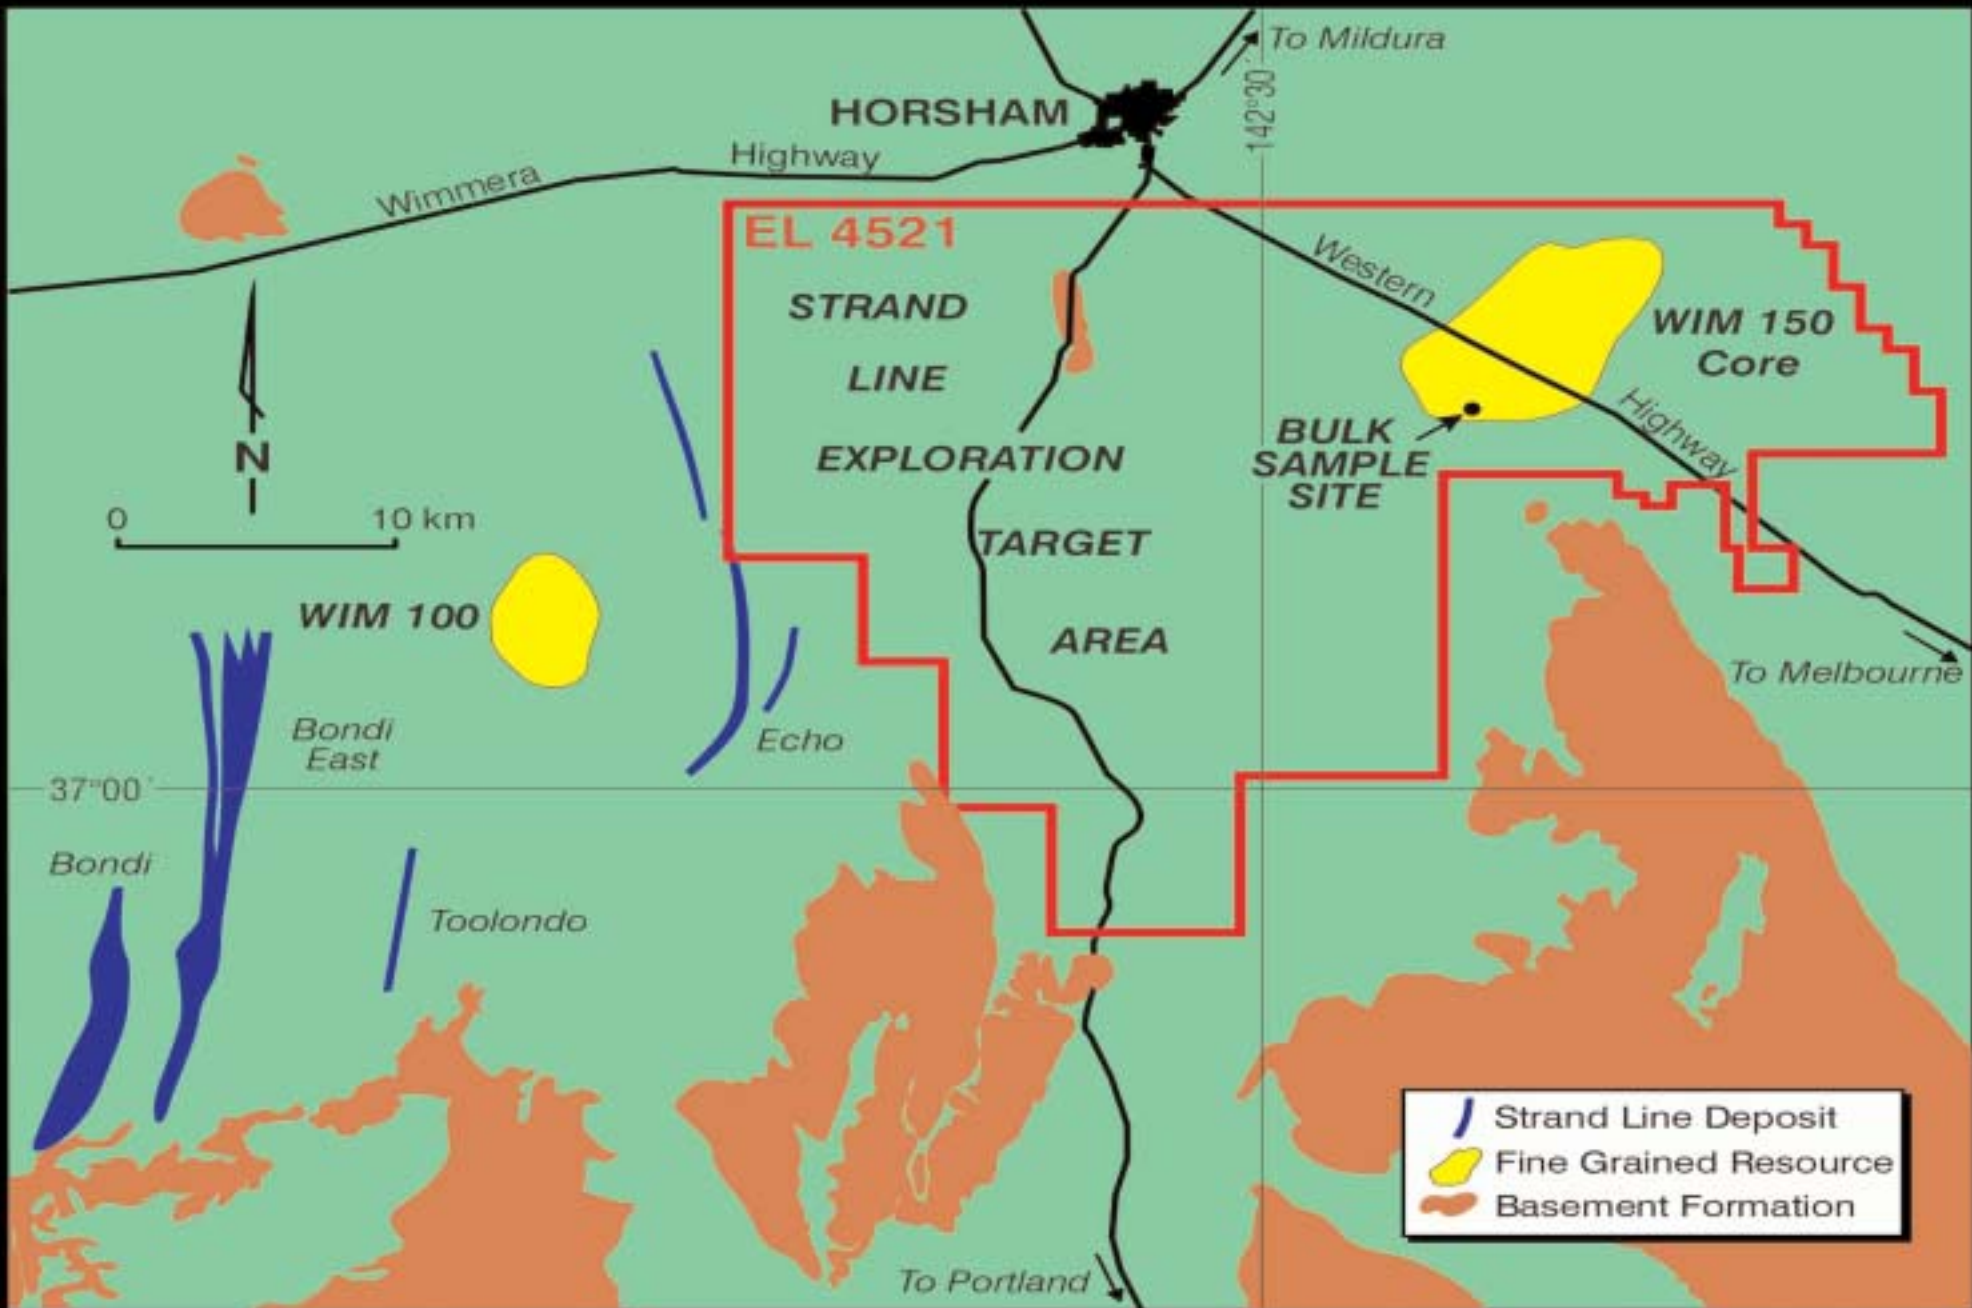 To Mildura
HORSHAM
142°30´
Highway
Wimmera
EL 4521
STRAND
LINE
EXPLORATION
TARGET
AREA
Western
Highway
WIM 150
Core
BULK
SAMPLE
SITE
N
0 10 km
WIM 100
To Melbourne
Bondi
East
Echo
37°00´
Bondi
Toolondo
To Portland
Strand Line Deposit
Fine Grained Resource
Basement Formation